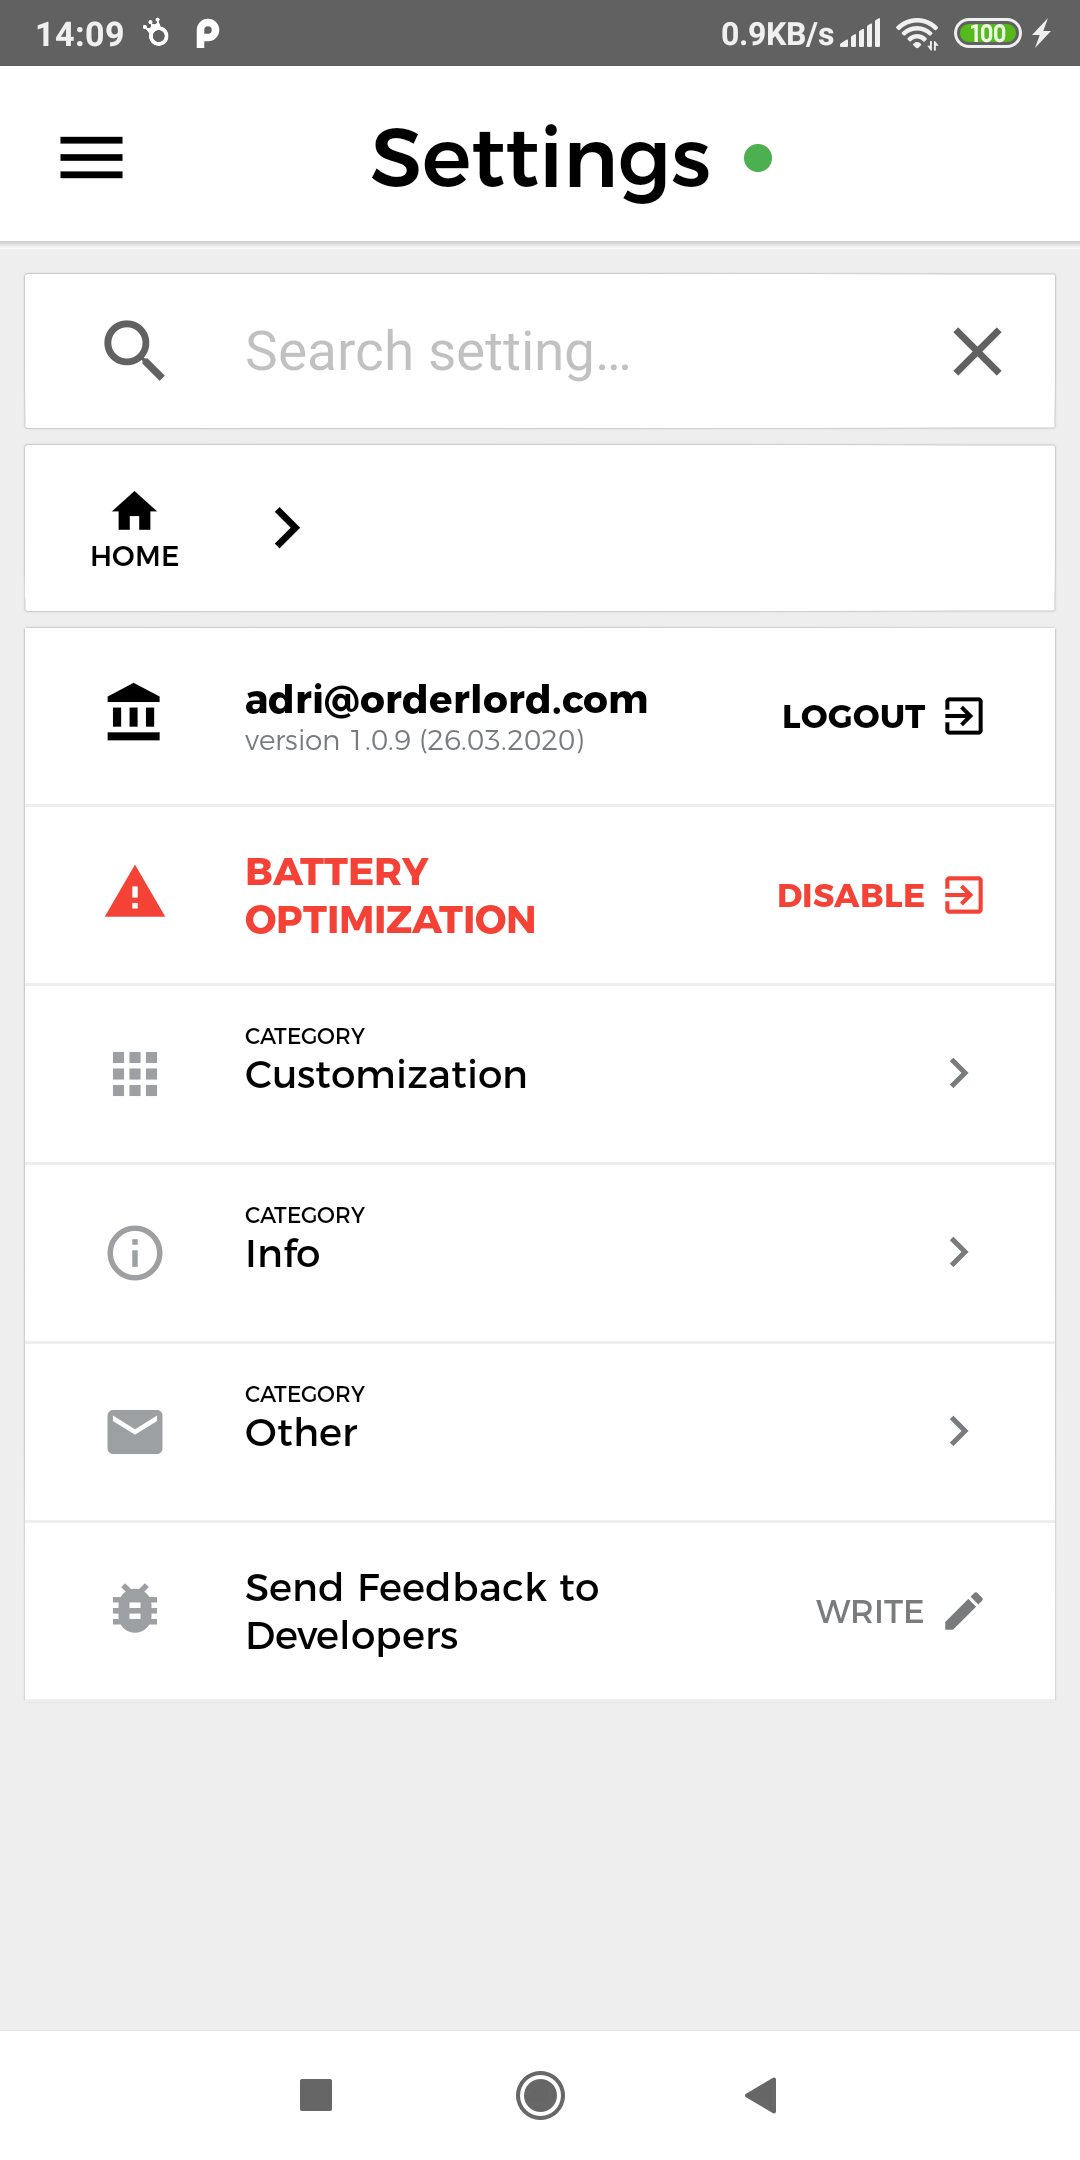 14:09 0.9KB/s 100
Settings
Search setting...
HOME
adri@orderlord.com
version 1.0.9 (26.03.2020)
LOGOUT
BATTERY
OPTIMIZATION
DISABLE
CATEGORY
Customization
CATEGORY
Info
CATEGORY
Other
Send Feedback to
Developers
WRITE